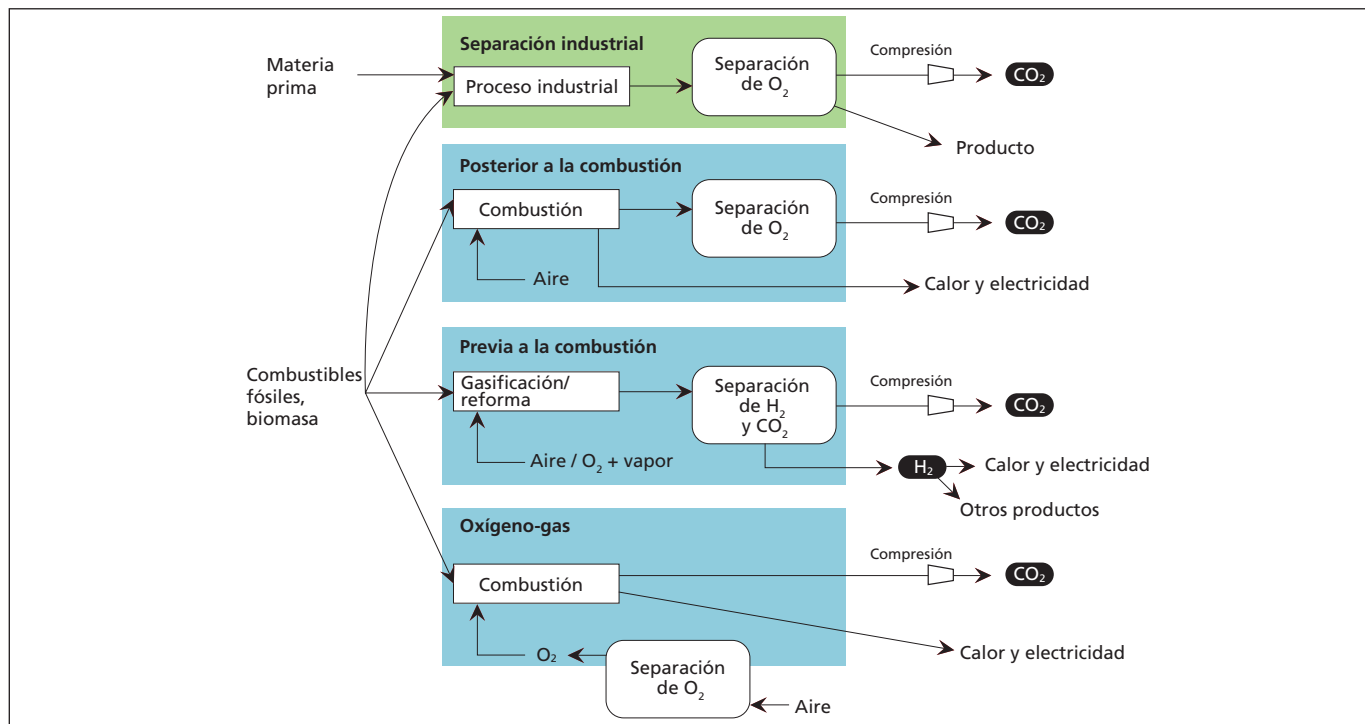 Separación industrial
Materia
prima
Proceso industrial
Separación
de O₂
Compresión
CO₂
Producto
Posterior a la combustión
Combustión
Separación
de O₂
Compresión
CO₂
Aire
Calor y electricidad
Previa a la combustión
Combustibles
fósiles,
biomasa
Gasificación/
reforma
Separación
de H₂
y CO₂
Compresión
CO₂
Aire / O₂ + vapor
H₂
Calor y electricidad
Otros productos
Oxígeno-gas
Combustión
Compresión
CO₂
O₂
Separación
de O₂
Calor y electricidad
Aire